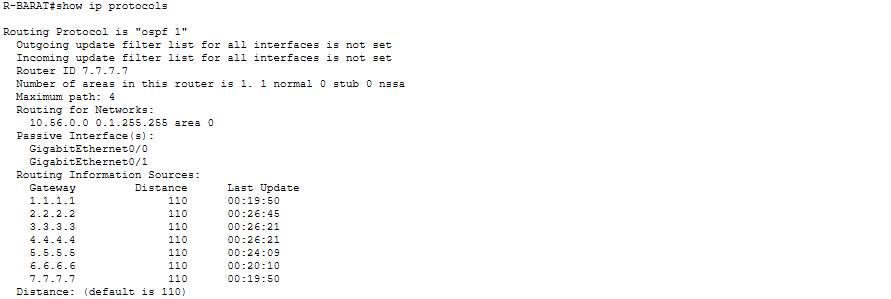 R-BARAT#show ip protocols
Routing Protocol is "ospf 1"
Outgoing update filter list for all interfaces is not set
Incoming update filter list for all interfaces is not set
Router ID 7.7.7.7
Number of areas in this router is 1. 1 normal 0 stub 0 nssa
Maximum path: 4
Routing for Networks:
10.56.0.0 0.1.255.255 area 0
Passive Interface(s):
GigabitEthernet0/0
GigabitEthernet0/1
Routing Information Sources:
Gateway Distance Last Update
1.1.1.1 110 00:19:50
2.2.2.2 110 00:26:45
3.3.3.3 110 00:26:21
4.4.4.4 110 00:26:21
5.5.5.5 110 00:24:09
6.6.6.6 110 00:20:10
7.7.7.7 110 00:19:50
Distance: (default is 110)